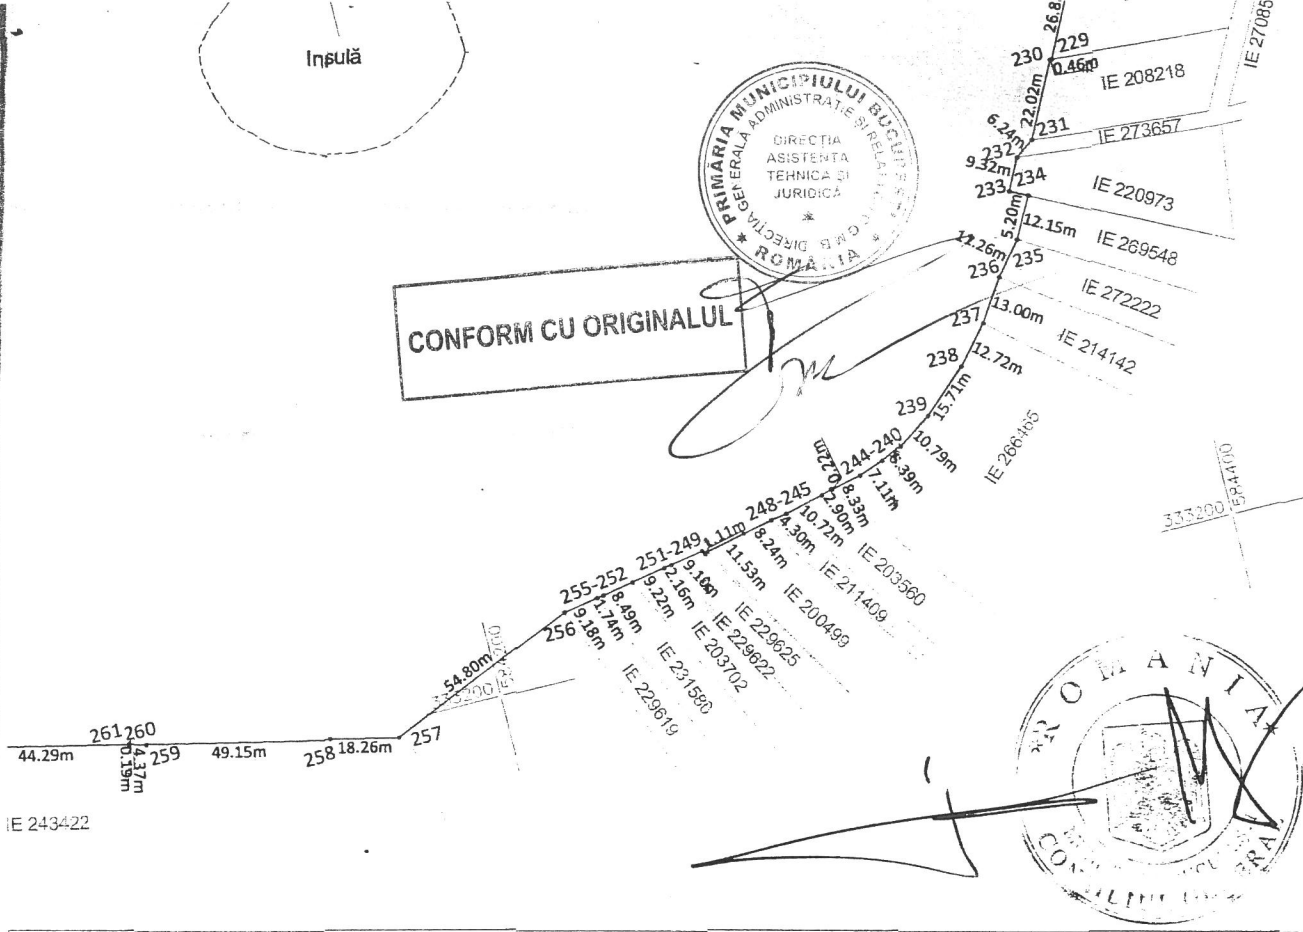 Insulă
26.8
230
229
0.46m
IE 208218
IE 27085
22.02m
6.24m
231
IE 273657
232
9.32m
234
233
IE 220973
5.20m
12.15m
IE 269548
11.26m
235
236
IE 272222
237
13.00m
IE 214142
238
12.72m
239
15.71m
10.79m
IE 266465
584400
333200
PRIMĂRIA MUNICIPIULUI
DIRECȚIA GENERALĂ ADMINISTRAȚIE ȘI
DIRECȚIA
ASISTENȚĂ
TEHNICĂ ȘI
JURIDICĂ
ROMÂNIA
CONFORM CU ORIGINALUL
0.22m
244-240
8.39m
7.11m
8.33m
2.90m
248-245
10.72m
4.30m
8.24m
IE 203560
IE 211409
IE 200499
1.11m
251-249
11.53m
9.10m
2.16m
9.22m
IE 229625
IE 229622
IE 203702
255-252
8.49m
1.74m
9.18m
256
IE 231580
IE 229619
54.80m
257
261
260
44.29m
0.19m
4.37m
259
49.15m
258
18.26m
IE 243422
ROMANIA